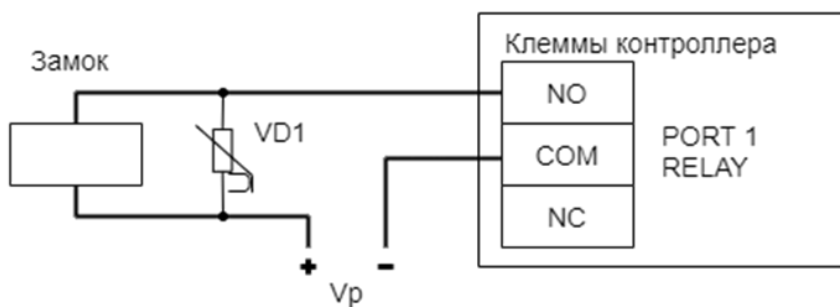 Клеммы контроллера
Замок
NO
VD1
COM
PORT 1
RELAY
NC
+ –
Vp